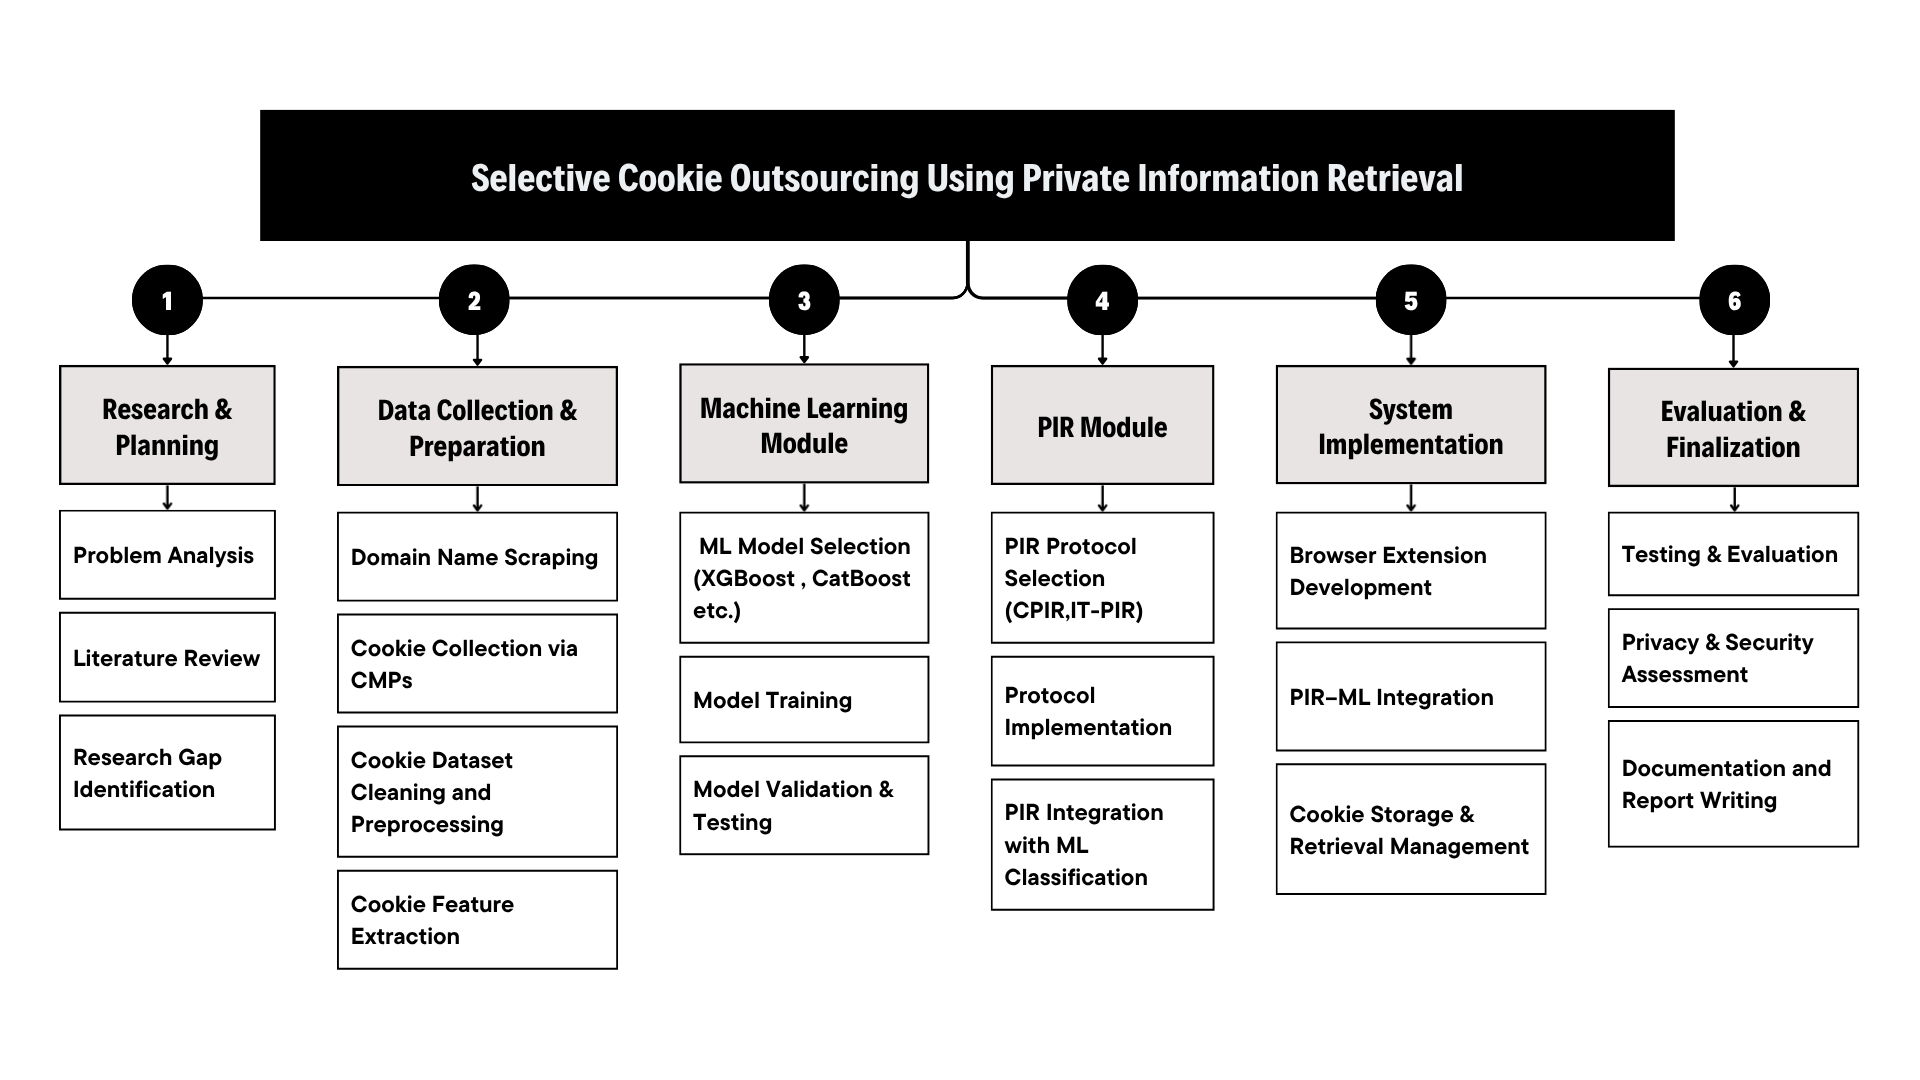 Selective Cookie Outsourcing Using Private Information Retrieval
1
2
3
4
5
6
Research &
Planning
Problem Analysis
Literature Review
Research Gap
Identification
Data Collection &
Preparation
Domain Name Scraping
Cookie Collection via
CMPs
Cookie Dataset
Cleaning and
Preprocessing
Cookie Feature
Extraction
Machine Learning
Module
ML Model Selection
(XGBoost , CatBoost
etc.)
Model Training
Model Validation &
Testing
PIR Module
PIR Protocol
Selection
(CPIR,IT-PIR)
Protocol
Implementation
PIR Integration
with ML
Classification
System
Implementation
Browser Extension
Development
PIR–ML Integration
Cookie Storage &
Retrieval Management
Evaluation &
Finalization
Testing & Evaluation
Privacy & Security
Assessment
Documentation and
Report Writing